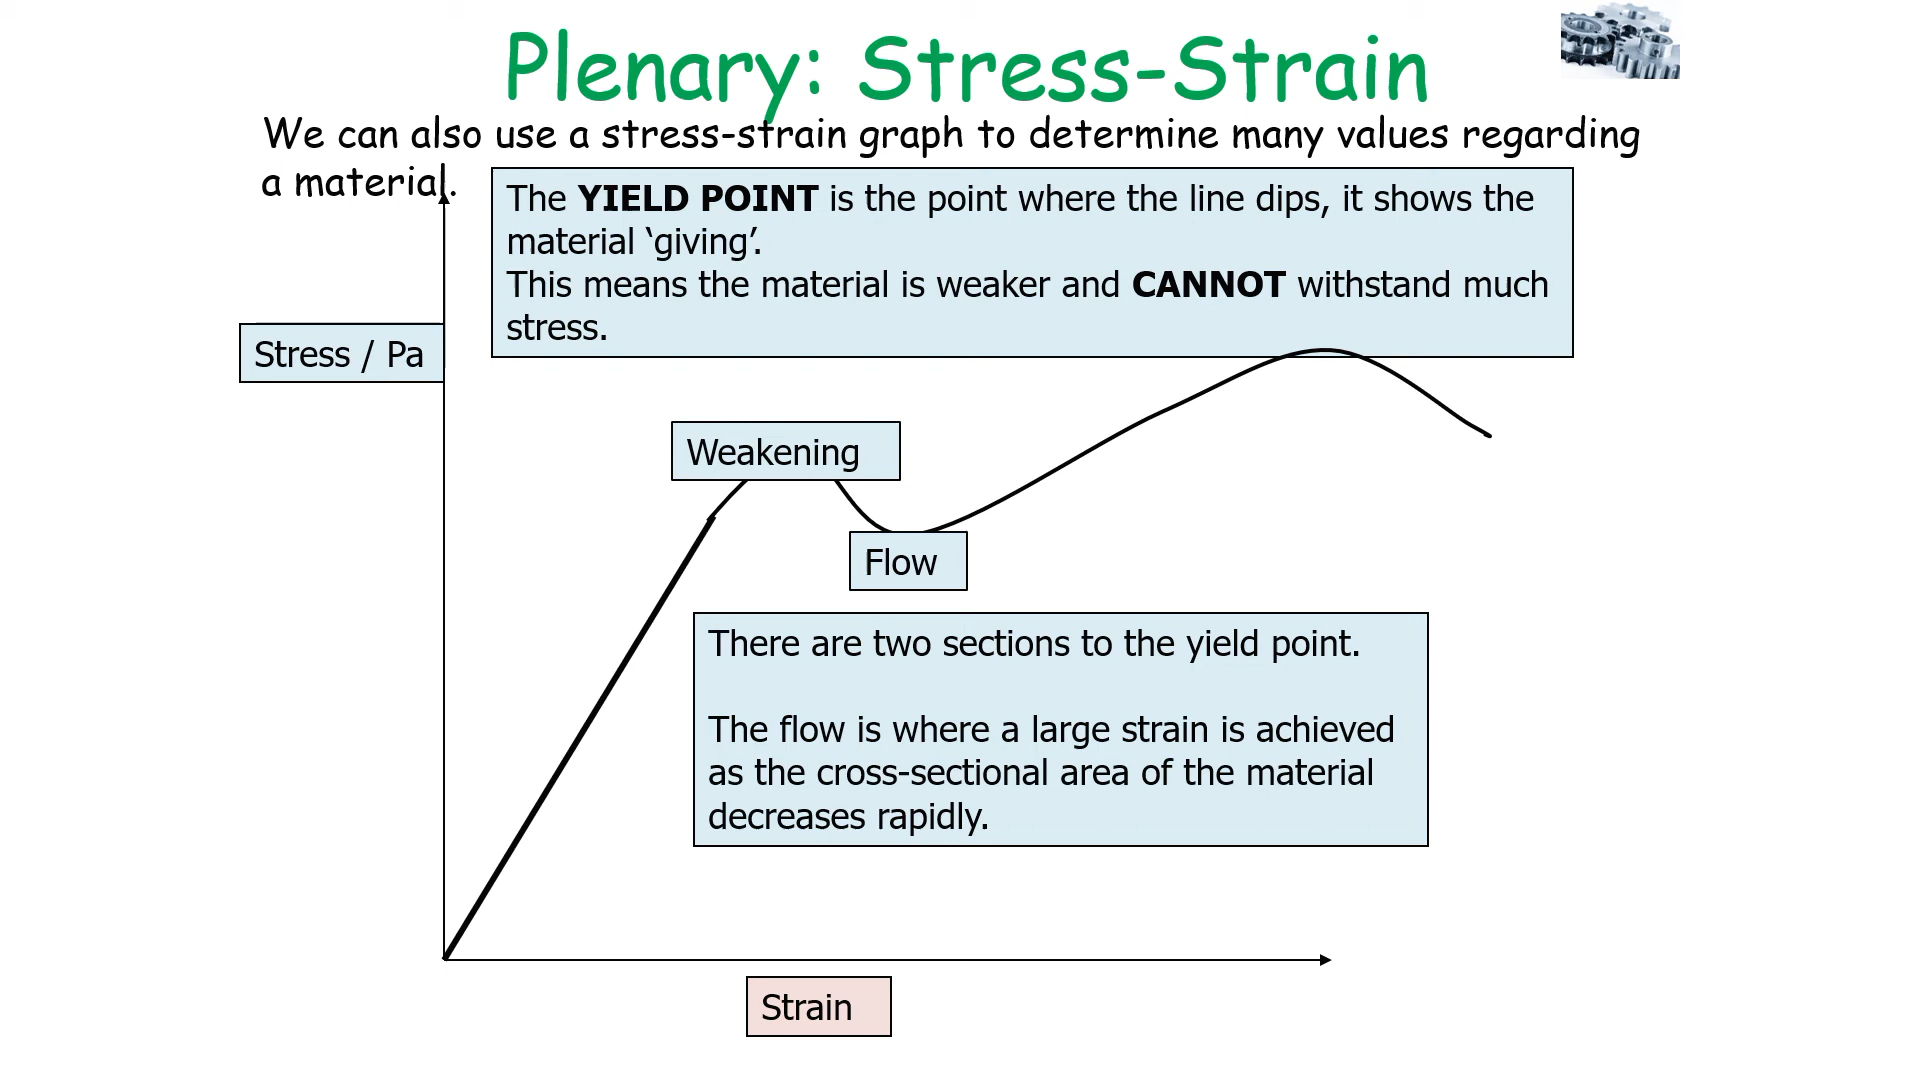 Plenary: Stress-Strain
We can also use a stress-strain graph to determine many values regarding
a material.
The YIELD POINT is the point where the line dips, it shows the
material ‘giving’.
This means the material is weaker and CANNOT withstand much
stress.
Stress / Pa
Weakening
Flow
There are two sections to the yield point.
The flow is where a large strain is achieved
as the cross-sectional area of the material
decreases rapidly.
Strain